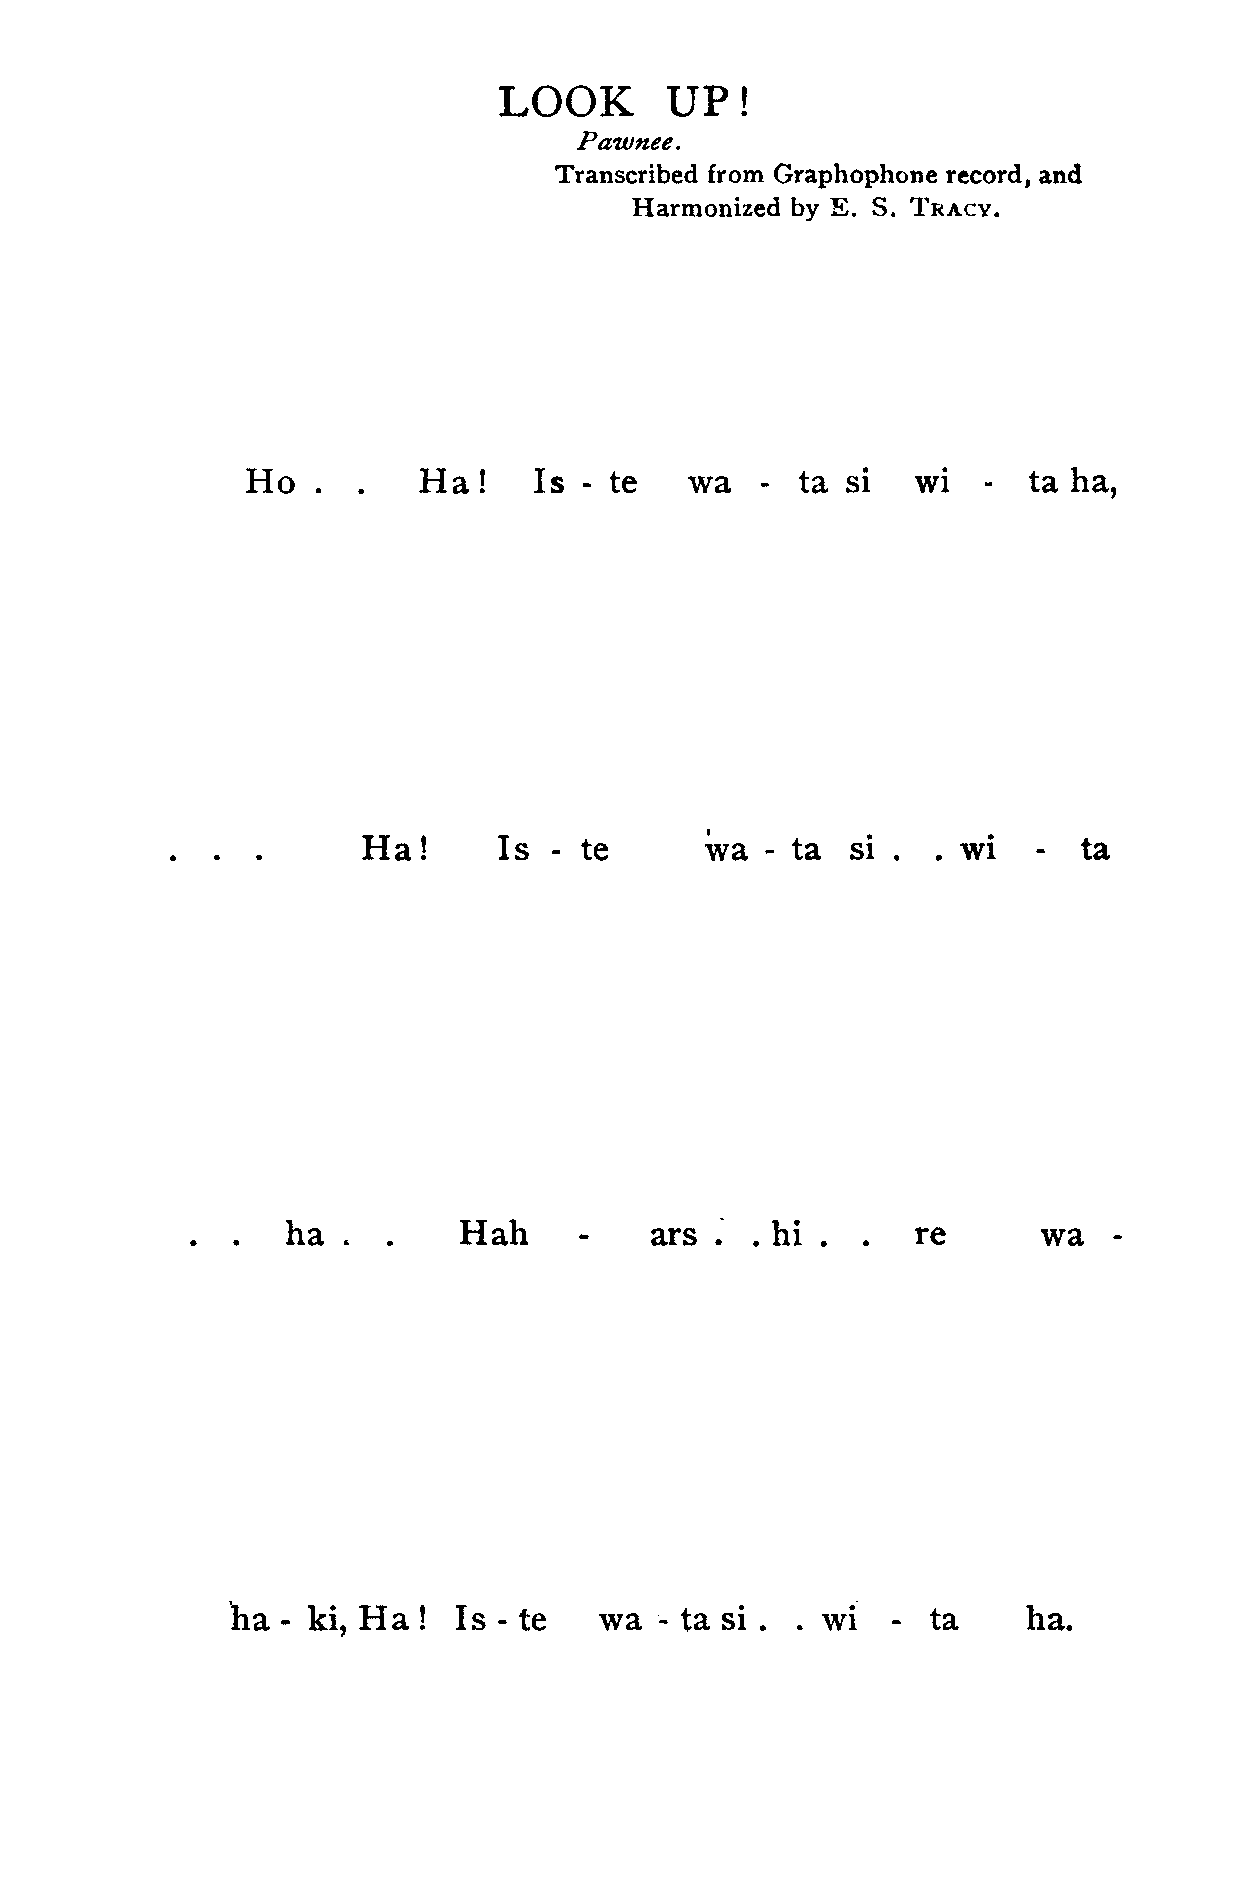 LOOK UP!
Pawnee.
Transcribed from Graphophone record, and
Harmonized by E. S. TRACY.
Ho . . Ha! Is - te wa - ta si wi - ta ha,
. . . Ha! Is - te wa - ta si . . wi - ta
. . ha . . Hah - ars . . hi . . re wa -
ha - ki, Ha! Is - te wa - ta si . . wi - ta ha.